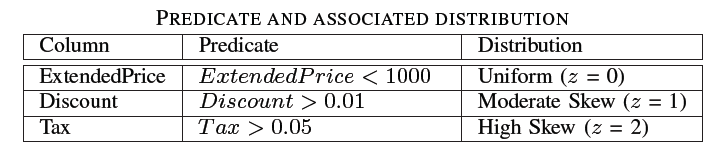 PREDICATE AND ASSOCIATED DISTRIBUTION
Column Predicate Distribution
ExtendedPrice ExtendedPrice < 1000 Uniform (z = 0)
Discount Discount > 0.01 Moderate Skew (z = 1)
Tax Tax > 0.05 High Skew (z = 2)